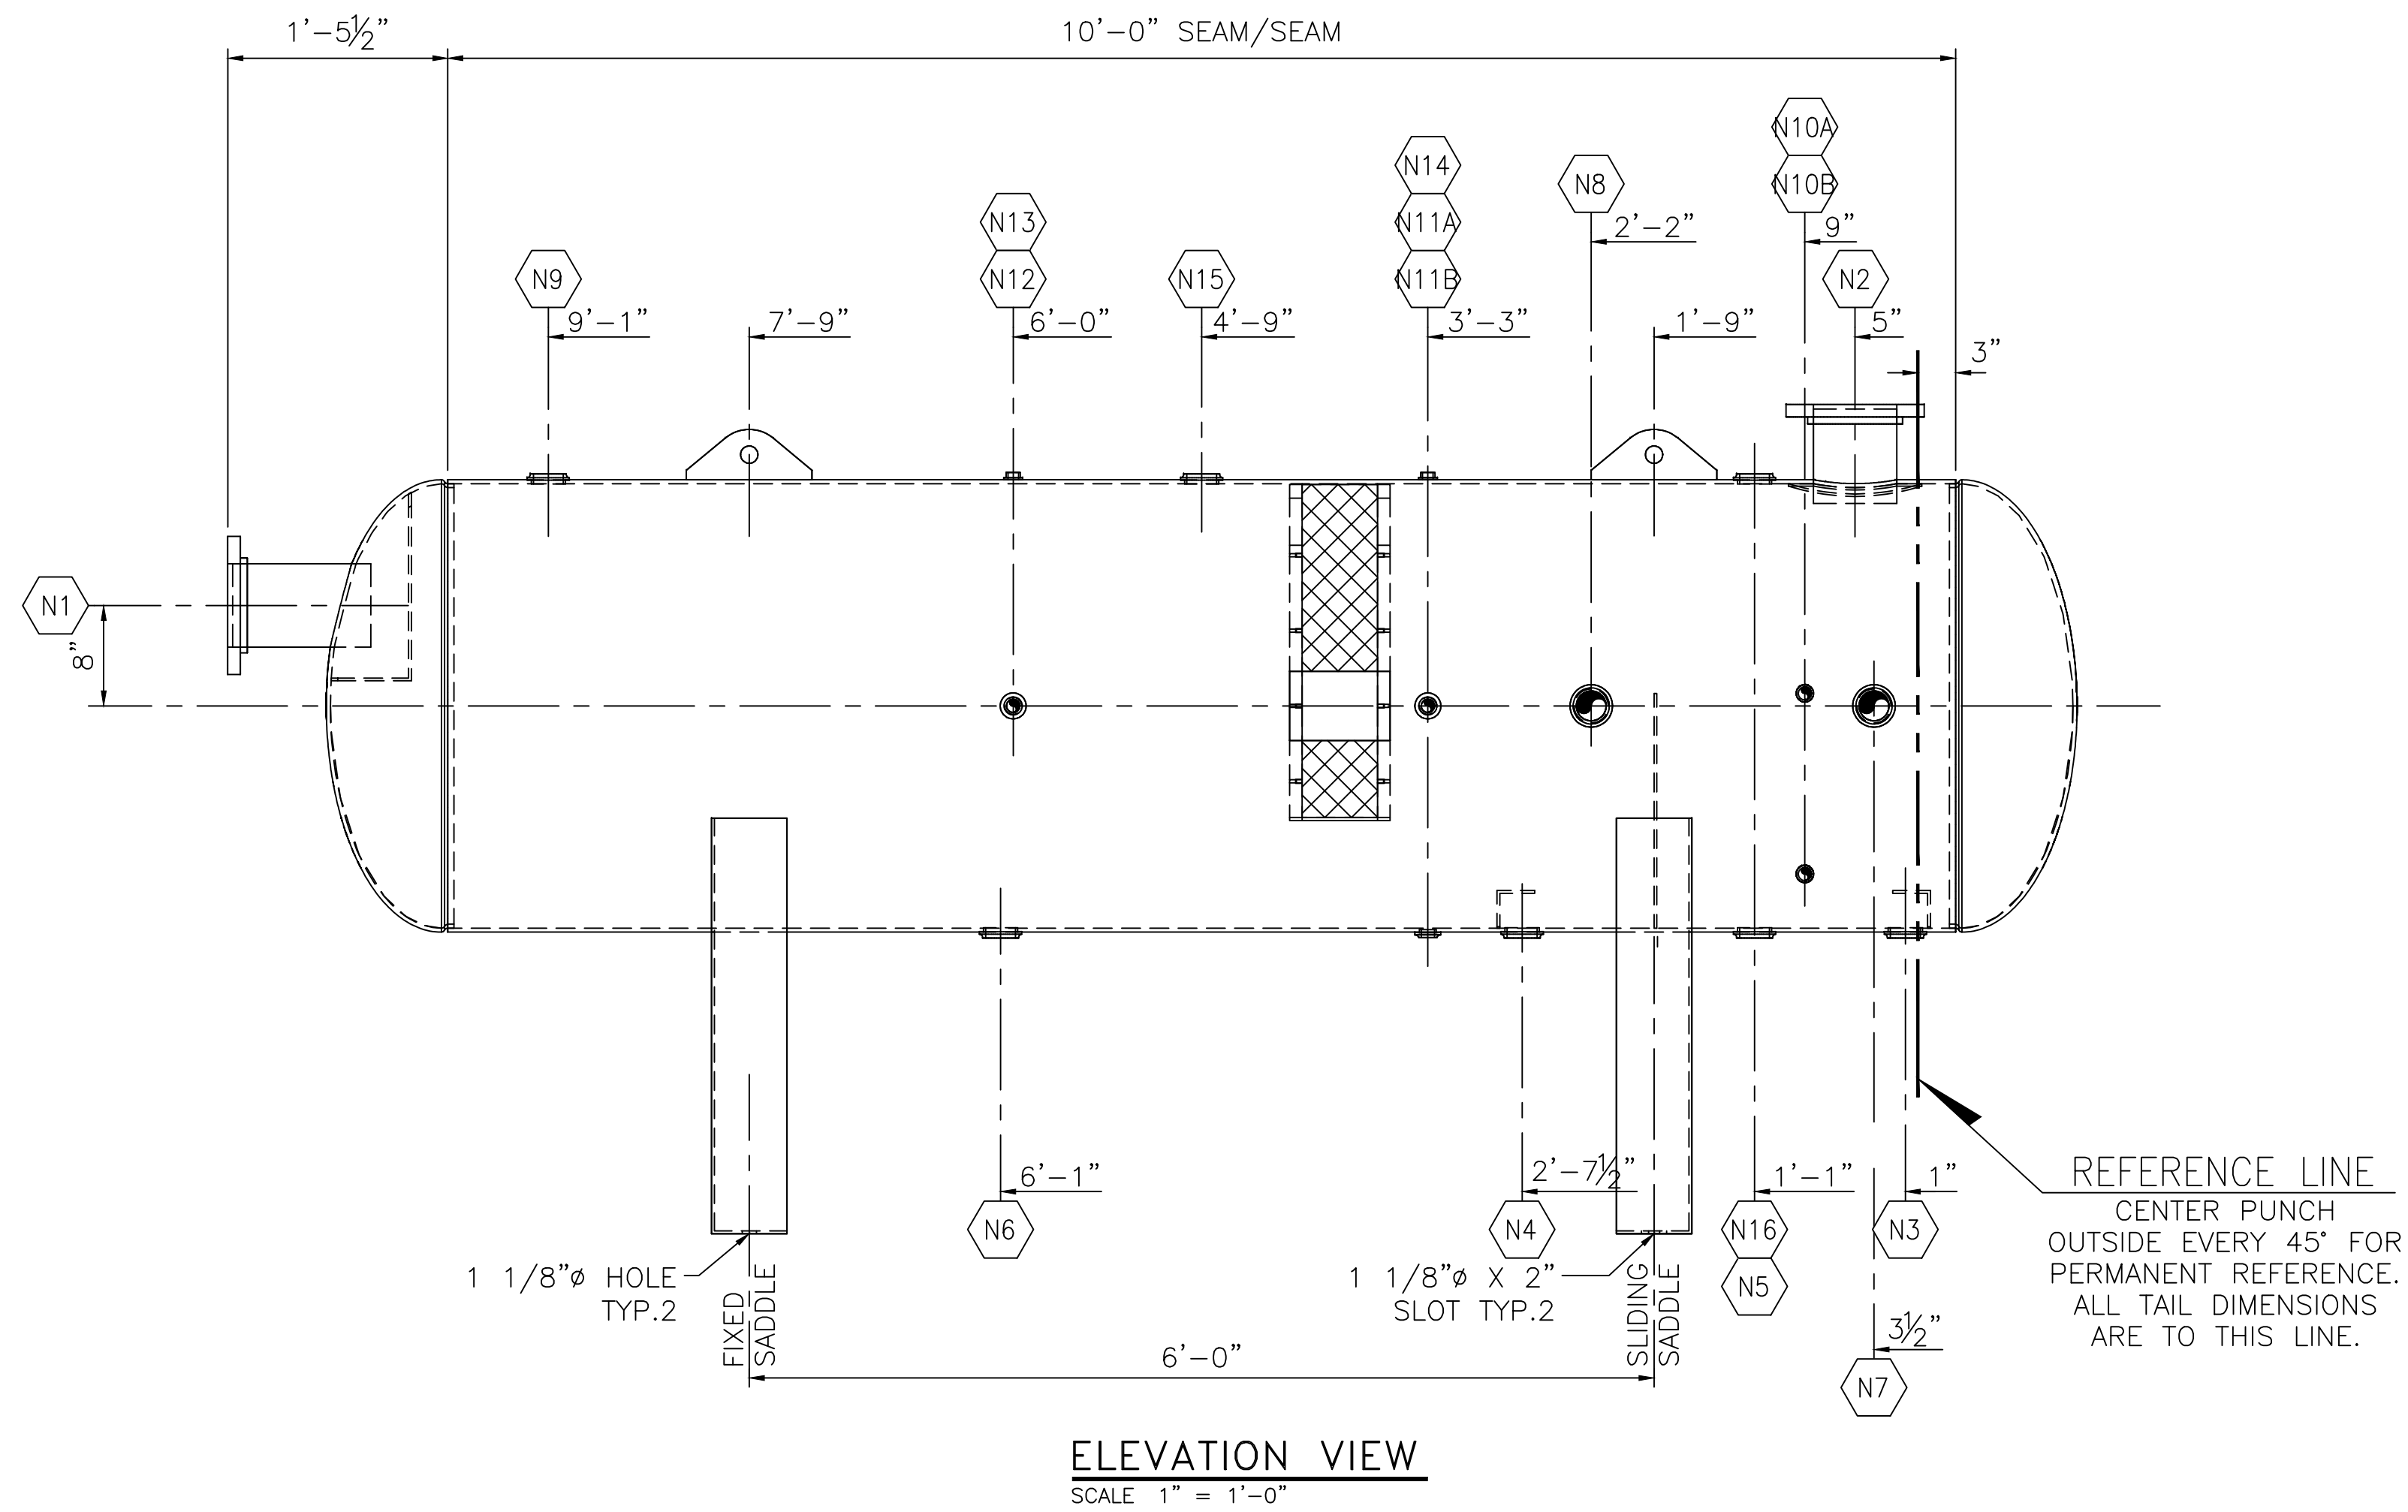 1'-5½"
10'-0" SEAM/SEAM
N10A
N14
N8
N10B
N13
N11A
2'-2"
9"
N9
N12
N15
N11B
N2
9'-1"
7'-9"
6'-0"
4'-9"
3'-3"
1'-9"
5"
3"
N1
8"
6'-1"
2'-7½"
1'-1"
1"
N6
N4
N16
N3
N5
REFERENCE LINE
CENTER PUNCH
OUTSIDE EVERY 45° FOR
PERMANENT REFERENCE.
ALL TAIL DIMENSIONS
ARE TO THIS LINE.
1 1/8"ø HOLE
TYP.2
FIXED
SADDLE
1 1/8"ø X 2"
SLOT TYP.2
SLIDING
SADDLE
3½"
6'-0"
N7
ELEVATION VIEW
SCALE 1" = 1'-0"